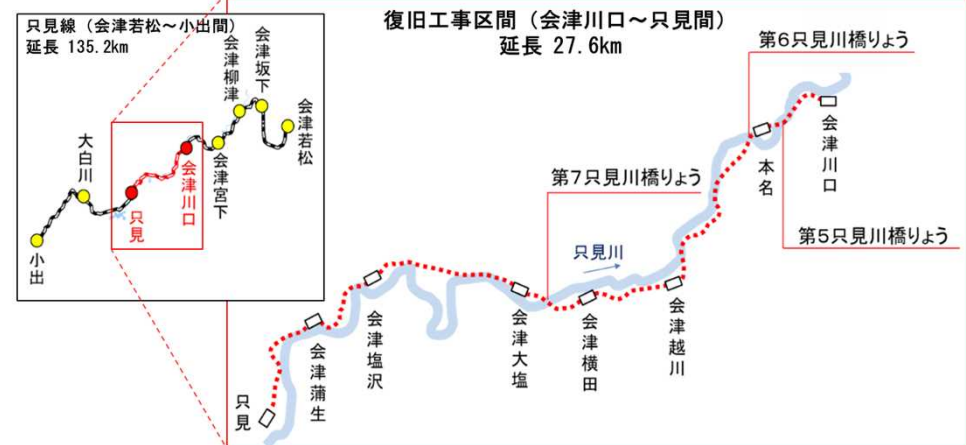 只見線（会津若松～小出間）
延長 135.2km
復旧工事区間（会津川口～只見間）
延長 27.6km
会津若松
会津坂下
会津柳津
会津宮下
会津川口
只見
大白川
小出
第６只見川橋りょう
会津川口
本名
第５只見川橋りょう
第７只見川橋りょう
只見川
会津越川
会津横田
会津大塩
会津塩沢
会津蒲生
只見